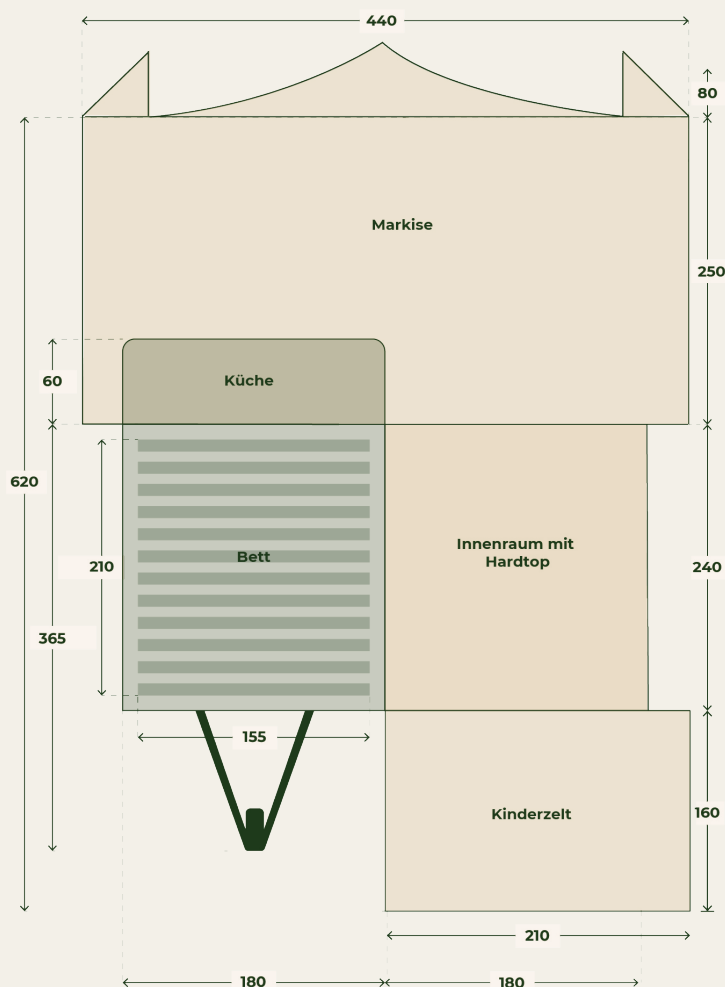 440
80
Markise
250
Küche
60
620
Innenraum mit
Hardtop
Bett
210
240
365
155
160
Kinderzelt
210
180
180